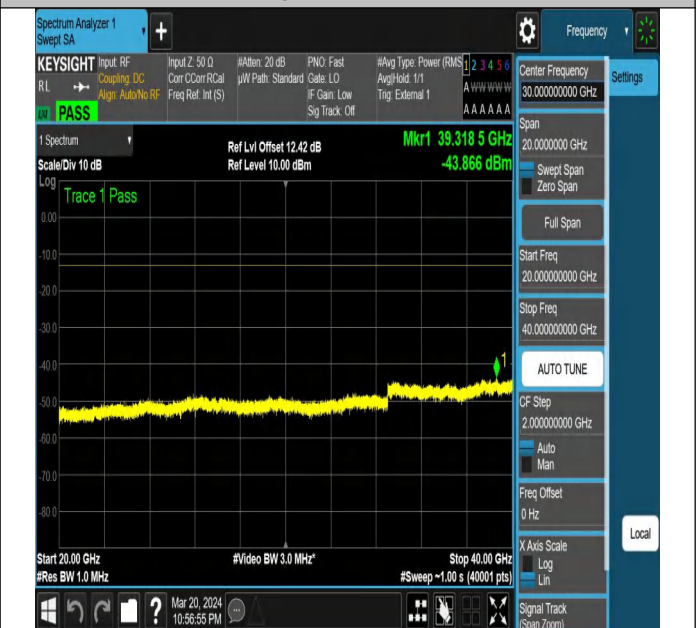 Spectrum Analyzer 1
Swept SA
Frequency
KEYSIGHT
RL
PASS
Input: RF
Coupling: DC
Align: Auto/No RF
Input Z: 50 Ω
Corr CCorr RCal
Freq Ref: Int (S)
#Atten: 20 dB
µW Path: Standard
PNO: Fast
Gate: LO
IF Gain: Low
Sig Track: Off
#Avg Type: Power (RMS
Avg|Hold: 1/1
Trig: External 1
1 2 3 4 5 6
A W W W W W
A A A A A A
1 Spectrum
Scale/Div 10 dB
Ref Lvl Offset 12.42 dB
Ref Level 10.00 dBm
Mkr1 39.318 5 GHz
-43.866 dBm
Log
Trace 1 Pass
0.00
-10.0
-20.0
-30.0
-40.0
-50.0
-60.0
-70.0
-80.0
1
Start 20.00 GHz
#Res BW 1.0 MHz
#Video BW 3.0 MHz*
Stop 40.00 GHz
#Sweep ~1.00 s (40001 pts)
Mar 20, 2024
10:56:55 PM
Center Frequency
30.000000000 GHz
Settings
Span
20.0000000 GHz
Swept Span
Zero Span
Full Span
Start Freq
20.000000000 GHz
Stop Freq
40.000000000 GHz
AUTO TUNE
CF Step
2.000000000 GHz
Auto
Man
Freq Offset
0 Hz
Local
X Axis Scale
Log
Lin
Signal Track
(Span Zoom)